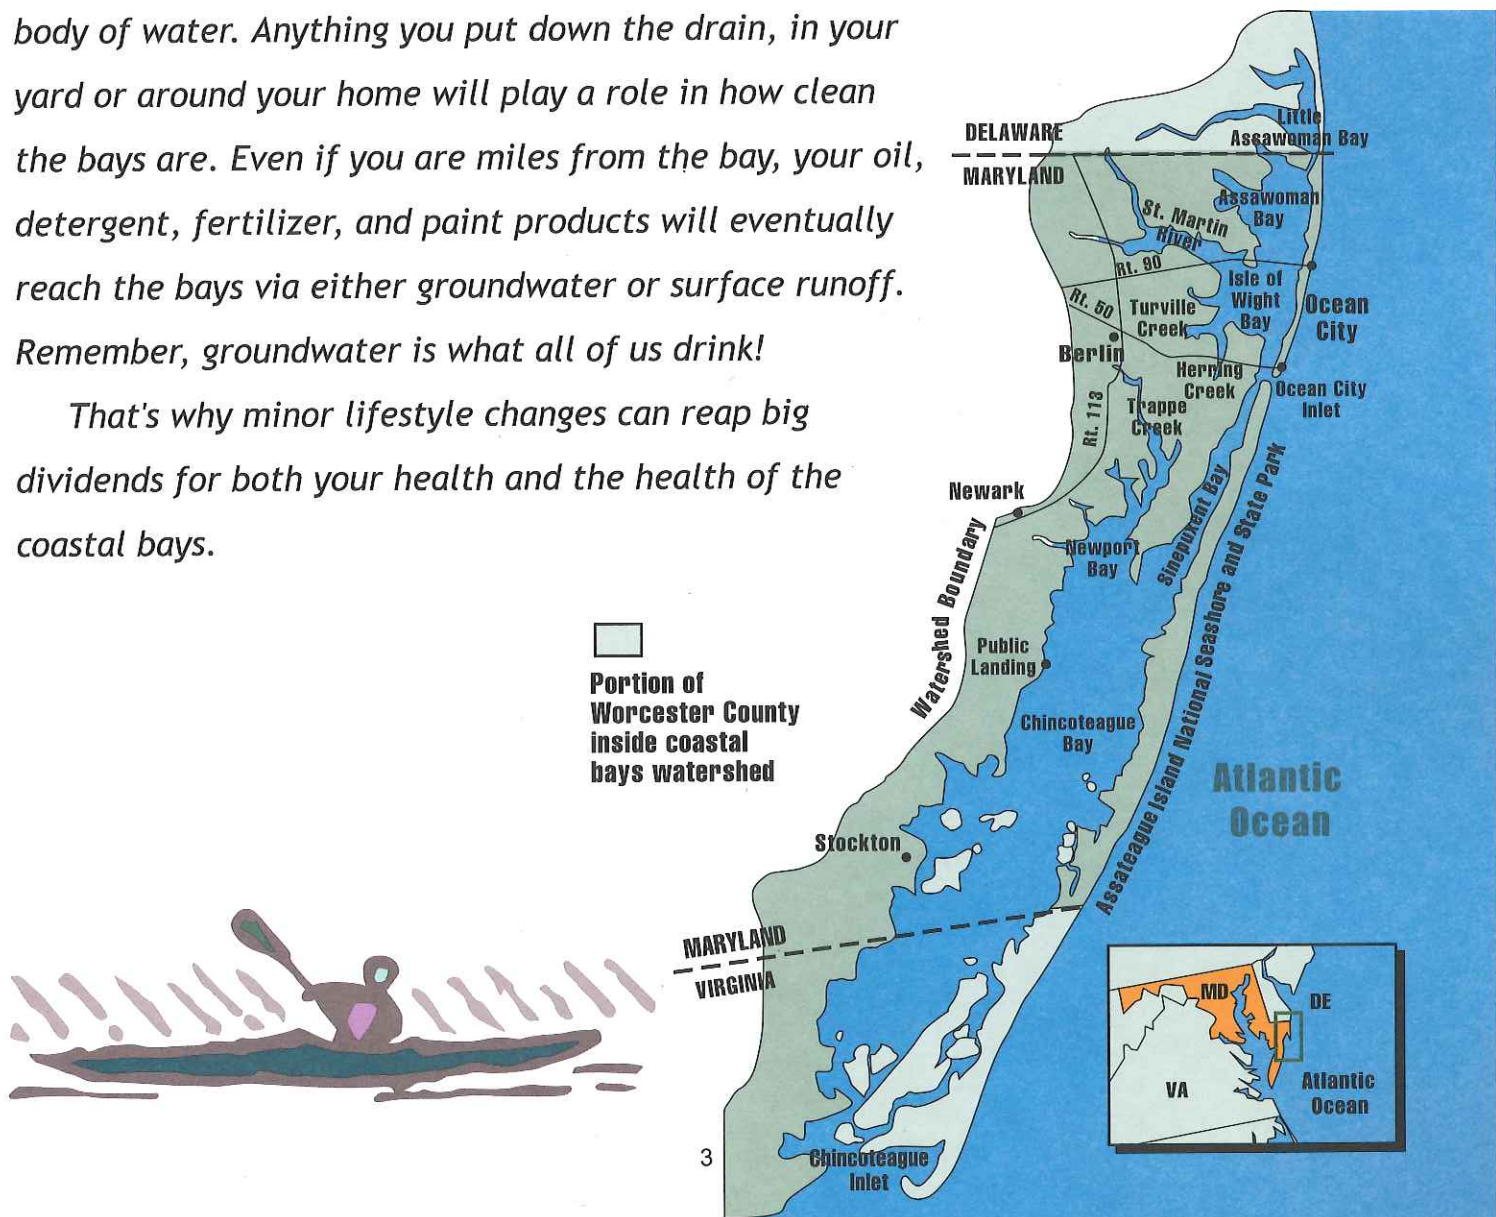 body of water. Anything you put down the drain, in your
yard or around your home will play a role in how clean
the bays are. Even if you are miles from the bay, your oil,
detergent, fertilizer, and paint products will eventually
reach the bays via either groundwater or surface runoff.
Remember, groundwater is what all of us drink!
That's why minor lifestyle changes can reap big
dividends for both your health and the health of the
coastal bays.
Portion of
Worcester County
inside coastal
bays watershed
DELAWARE
MARYLAND
Little
Assawoman Bay
Assawoman
Bay
St. Martin
River
Rt. 90
Isle of
Wight
Bay
Rt. 50
Turville
Creek
Ocean
City
Berlin
Herring
Creek
Ocean City
Inlet
Rt. 113
Trappe
Creek
Newark
Newport
Bay
Sinepuxent Bay
Watershed Boundary
Assateague Island National Seashore and State Park
Public
Landing
Chincoteague
Bay
Atlantic
Ocean
Stockton
MARYLAND
VIRGINIA
Chincoteague
Inlet
MD
DE
VA
Atlantic
Ocean
3